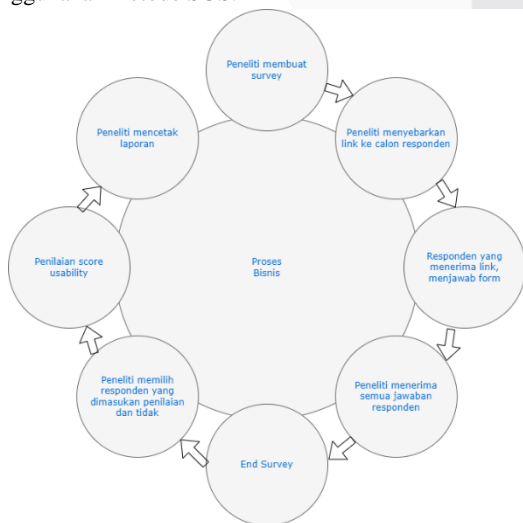 Peneliti membuat
survey
Peneliti menyebarkan
link ke calon responden
Responden yang
menerima link,
menjawab form
Peneliti menerima
semua jawaban
responden
End Survey
Peneliti memilih
responden yang
dimasukan penilaian
dan tidak
Penilaian score
usability
Peneliti mencetak
laporan
Proses
Bisnis